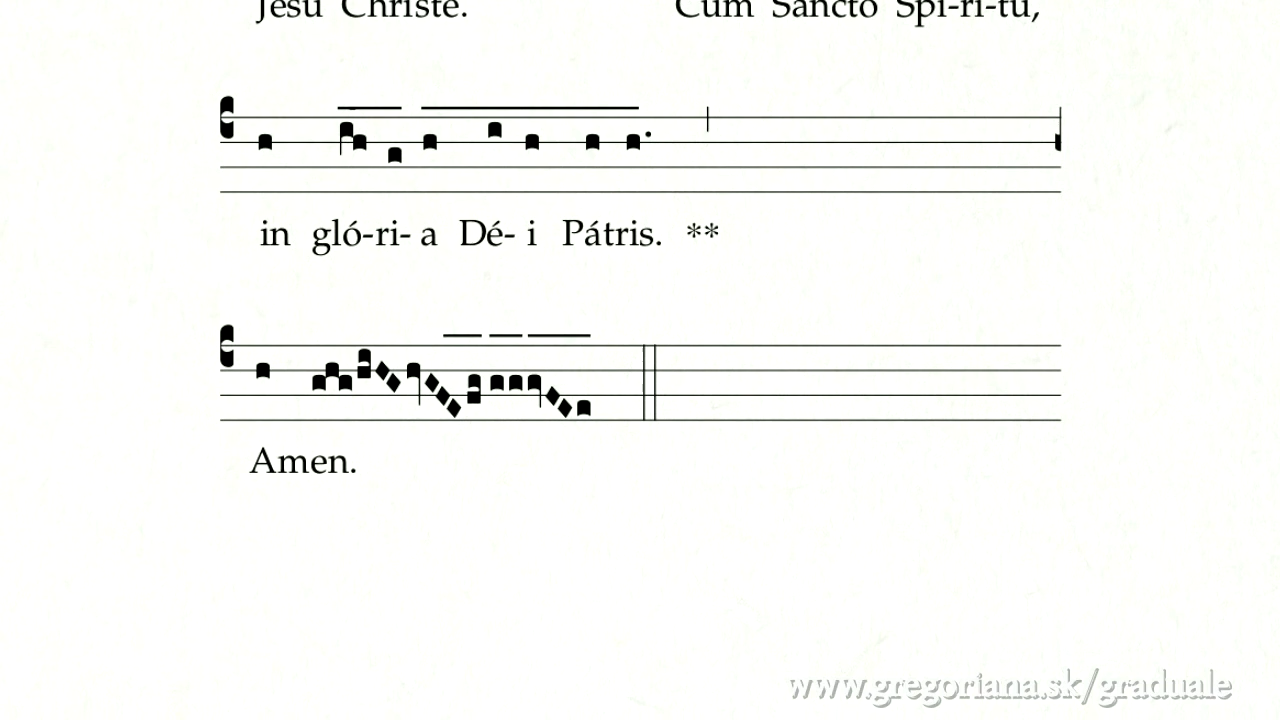 Jesu Christe. Cum Sancto Spi-ri-tu,
in gló-ri- a Dé- i Pátris. **
Amen.
www.gregoriana.sk/graduale